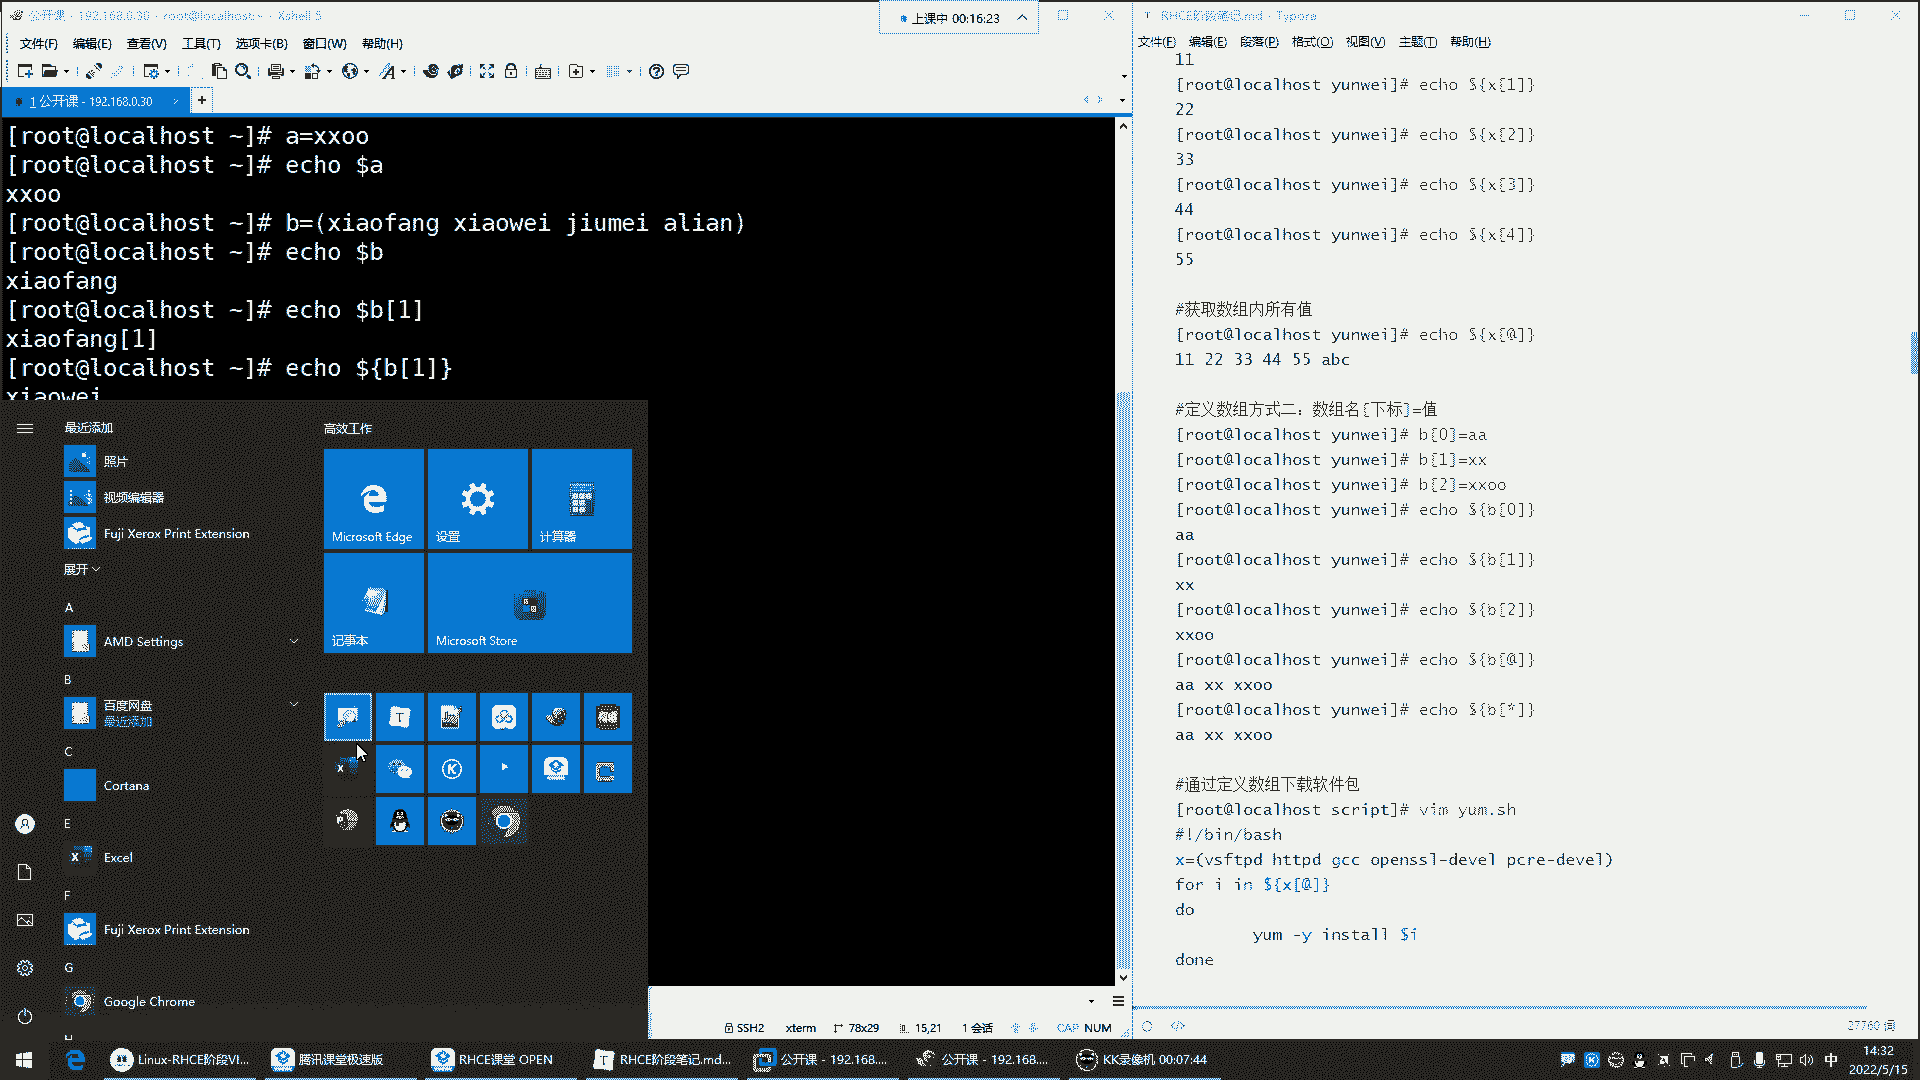 公开课 - 192.168.0.30 - root@localhost:~ - Xshell 5
上课中 00:16:23
文件(F) 编辑(E) 查看(V) 工具(T) 选项卡(B) 窗口(W) 帮助(H)
1 公开课 - 192.168.0.30
[root@localhost ~]# a=xxoo
[root@localhost ~]# echo $a
xxoo
[root@localhost ~]# b=(xiaofang xiaowei jiumei alian)
[root@localhost ~]# echo $b
xiaofang
[root@localhost ~]# echo $b[1]
xiaofang[1]
[root@localhost ~]# echo ${b[1]}
xiaowei
最近添加
照片
视频编辑器
Fuji Xerox Print Extension
展开
A
AMD Settings
B
百度网盘
最近添加
C
Cortana
E
Excel
F
Fuji Xerox Print Extension
G
Google Chrome
H
高效工作
Microsoft Edge
设置
计算器
记事本
Microsoft Store
SSH2 xterm 78x29 15,21 1 会话 CAP NUM
RHCE阶段笔记.md - Typora
文件(F) 编辑(E) 段落(P) 格式(O) 视图(V) 主题(T) 帮助(H)
11
[root@localhost yunwei]# echo ${x[1]}
22
[root@localhost yunwei]# echo ${x[2]}
33
[root@localhost yunwei]# echo ${x[3]}
44
[root@localhost yunwei]# echo ${x[4]}
55
#获取数组内所有值
[root@localhost yunwei]# echo ${x[@]}
11 22 33 44 55 abc
#定义数组方式二：数组名[下标]=值
[root@localhost yunwei]# b[0]=aa
[root@localhost yunwei]# b[1]=xx
[root@localhost yunwei]# b[2]=xxoo
[root@localhost yunwei]# echo ${b[0]}
aa
[root@localhost yunwei]# echo ${b[1]}
xx
[root@localhost yunwei]# echo ${b[2]}
xxoo
[root@localhost yunwei]# echo ${b[@]}
aa xx xxoo
[root@localhost yunwei]# echo ${b[*]}
aa xx xxoo
#通过定义数组下载软件包
[root@localhost script]# vim yum.sh
#!/bin/bash
x=(vsftpd httpd gcc openssl-devel pcre-devel)
for i in ${x[@]}
do
yum -y install $i
done
27760 词
Linux-RHCE阶段VI...
腾讯课堂极速版
RHCE课堂 OPEN
RHCE阶段笔记.md...
公开课 - 192.168....
公开课 - 192.168....
KK录像机 00:07:44
中
14:32
2022/5/15